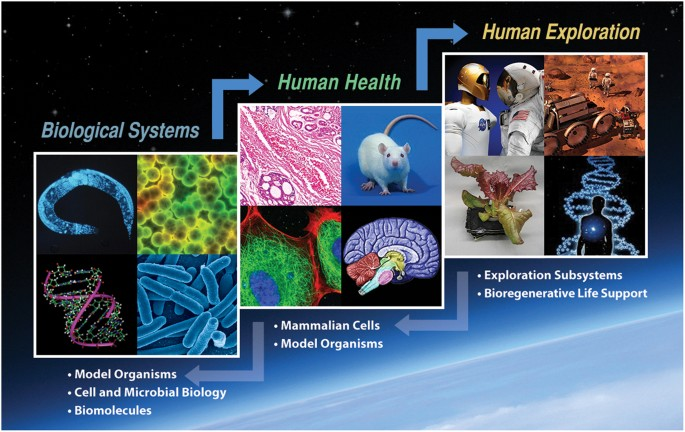 Human Exploration
Human Health
Biological Systems
• Exploration Subsystems
• Bioregenerative Life Support
• Mammalian Cells
• Model Organisms
• Model Organisms
• Cell and Microbial Biology
• Biomolecules